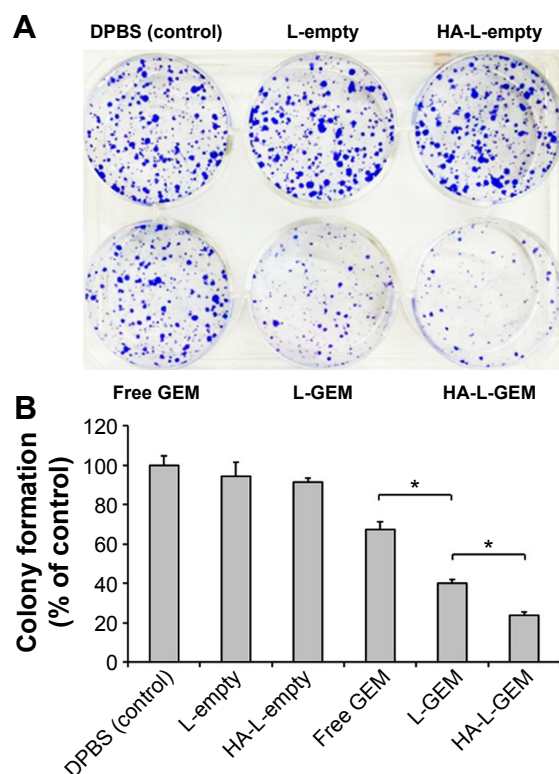 A
DPBS (control) L-empty HA-L-empty
Free GEM L-GEM HA-L-GEM
B
Colony formation
(% of control)
120
100
80
60
40
20
0
*
*
DPBS (control)
L-empty
HA-L-empty
Free GEM
L-GEM
HA-L-GEM